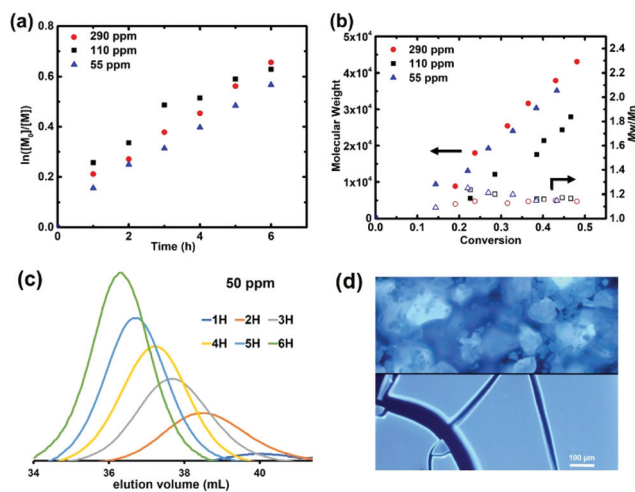 (a)
290 ppm
110 ppm
55 ppm
ln([M₀]/[M])
0.8
0.6
0.4
0.2
0.0
0 2 4 6
Time (h)
(b)
290 ppm
110 ppm
55 ppm
Molecular Weight
5x10⁴
4x10⁴
3x10⁴
2x10⁴
1x10⁴
0
2.4
2.2
2.0
1.8
1.6
1.4
1.2
1.0
Mw/Mn
0.0 0.1 0.2 0.3 0.4 0.5
Conversion
(c)
50 ppm
1H 2H 3H
4H 5H 6H
34 36 38 40
elution volume (mL)
(d)
100 µm